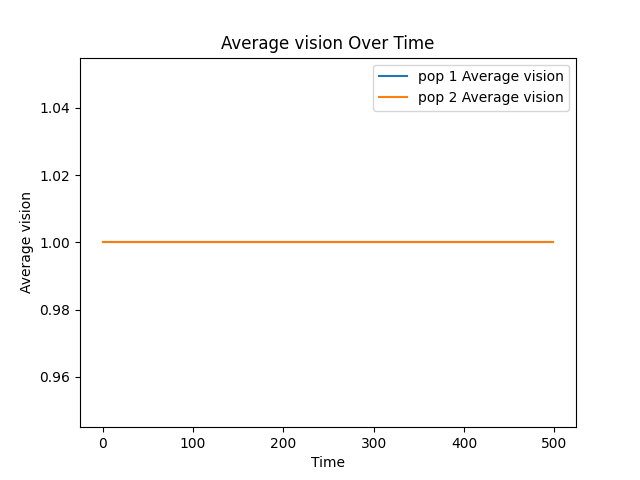 Average vision Over Time
pop 1 Average vision
pop 2 Average vision
Average vision
1.04
1.02
1.00
0.98
0.96
0 100 200 300 400 500
Time